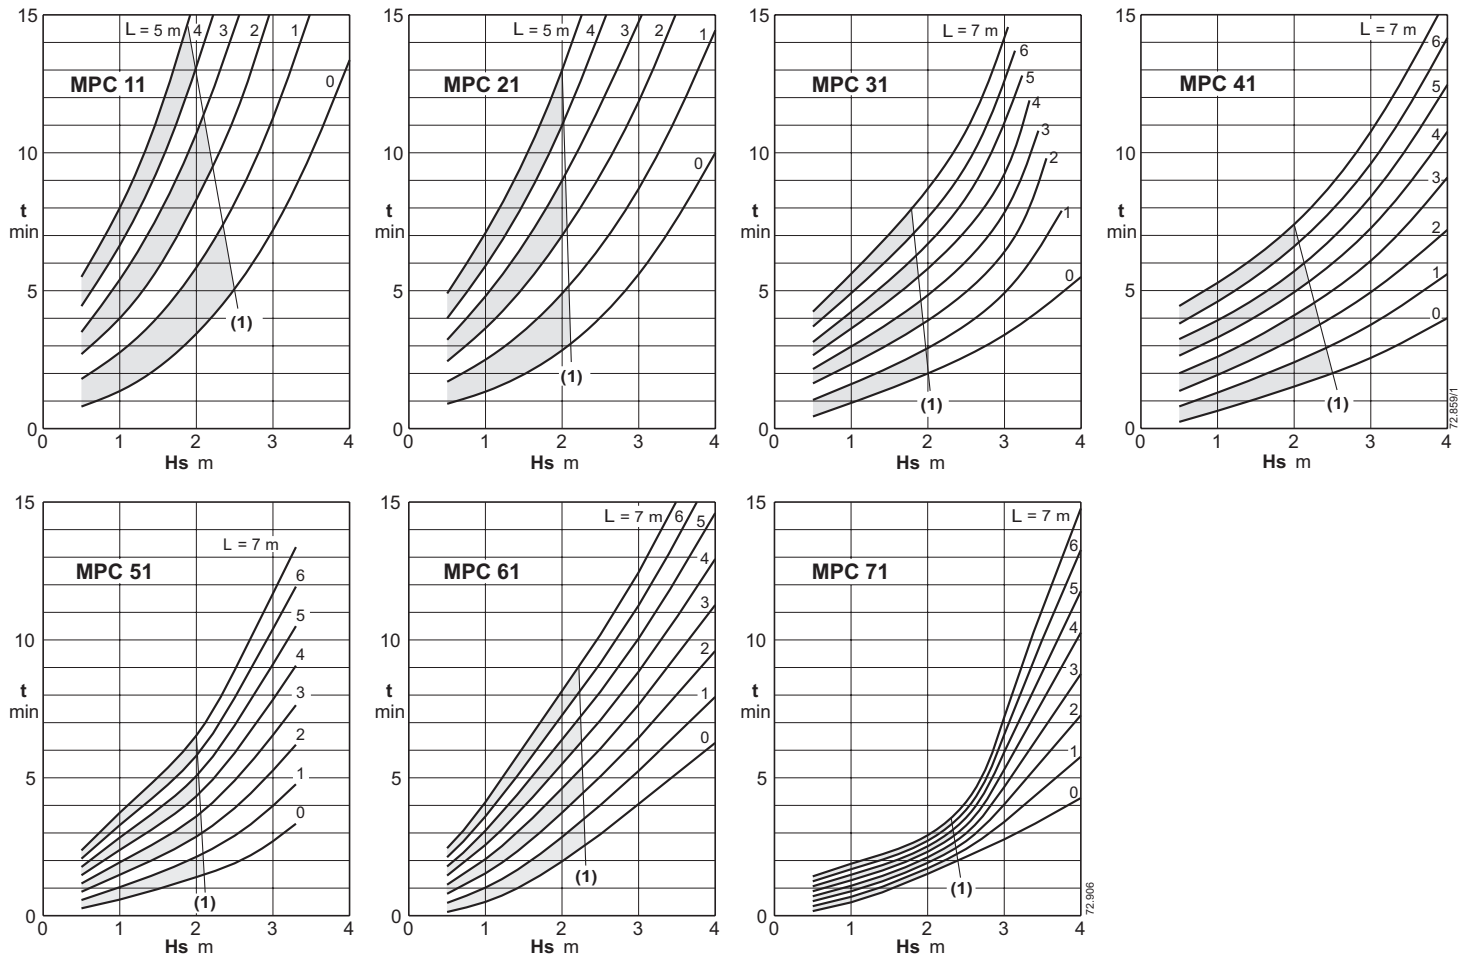 15
L = 5 m 4 3 2 1
0
MPC 11
10
t
min
5
(1)
0
0 1 2 3 4
Hs m
15
L = 5 m 4 3 2 1
MPC 21
10
0
t
min
5
(1)
0
0 1 2 3 4
Hs m
15
L = 7 m
6
5
4
3
2
1
0
MPC 31
10
t
min
5
(1)
0
0 1 2 3 4
Hs m
15
L = 7 m
6
5
4
3
2
1
0
MPC 41
10
t
min
5
(1)
0
0 1 2 3 4
Hs m
72.859/1
15
L = 7 m
6
5
4
3
2
1
0
MPC 51
10
t
min
5
(1)
0
0 1 2 3 4
Hs m
15
L = 7 m 6 5
4
3
2
1
0
MPC 61
10
t
min
5
(1)
0
0 1 2 3 4
Hs m
15
L = 7 m
6
5
4
3
2
1
0
MPC 71
10
t
min
5
(1)
0
0 1 2 3 4
Hs m
72.906